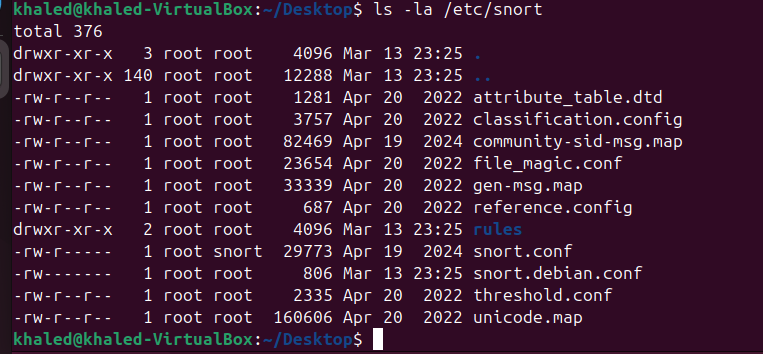 khaled@khaled-VirtualBox:~/Desktop$ ls -la /etc/snort
total 376
drwxr-xr-x   3 root root    4096 Mar 13 23:25 .
drwxr-xr-x 140 root root   12288 Mar 13 23:25 ..
-rw-r--r--   1 root root    1281 Apr 20  2022 attribute_table.dtd
-rw-r--r--   1 root root    3757 Apr 20  2022 classification.config
-rw-r--r--   1 root root   82469 Apr 19  2024 community-sid-msg.map
-rw-r--r--   1 root root   23654 Apr 20  2022 file_magic.conf
-rw-r--r--   1 root root   33339 Apr 20  2022 gen-msg.map
-rw-r--r--   1 root root     687 Apr 20  2022 reference.config
drwxr-xr-x   2 root root    4096 Mar 13 23:25 rules
-rw-r-----   1 root snort  29773 Apr 19  2024 snort.conf
-rw-------   1 root root     806 Mar 13 23:25 snort.debian.conf
-rw-r--r--   1 root root    2335 Apr 20  2022 threshold.conf
-rw-r--r--   1 root root  160606 Apr 20  2022 unicode.map
khaled@khaled-VirtualBox:~/Desktop$